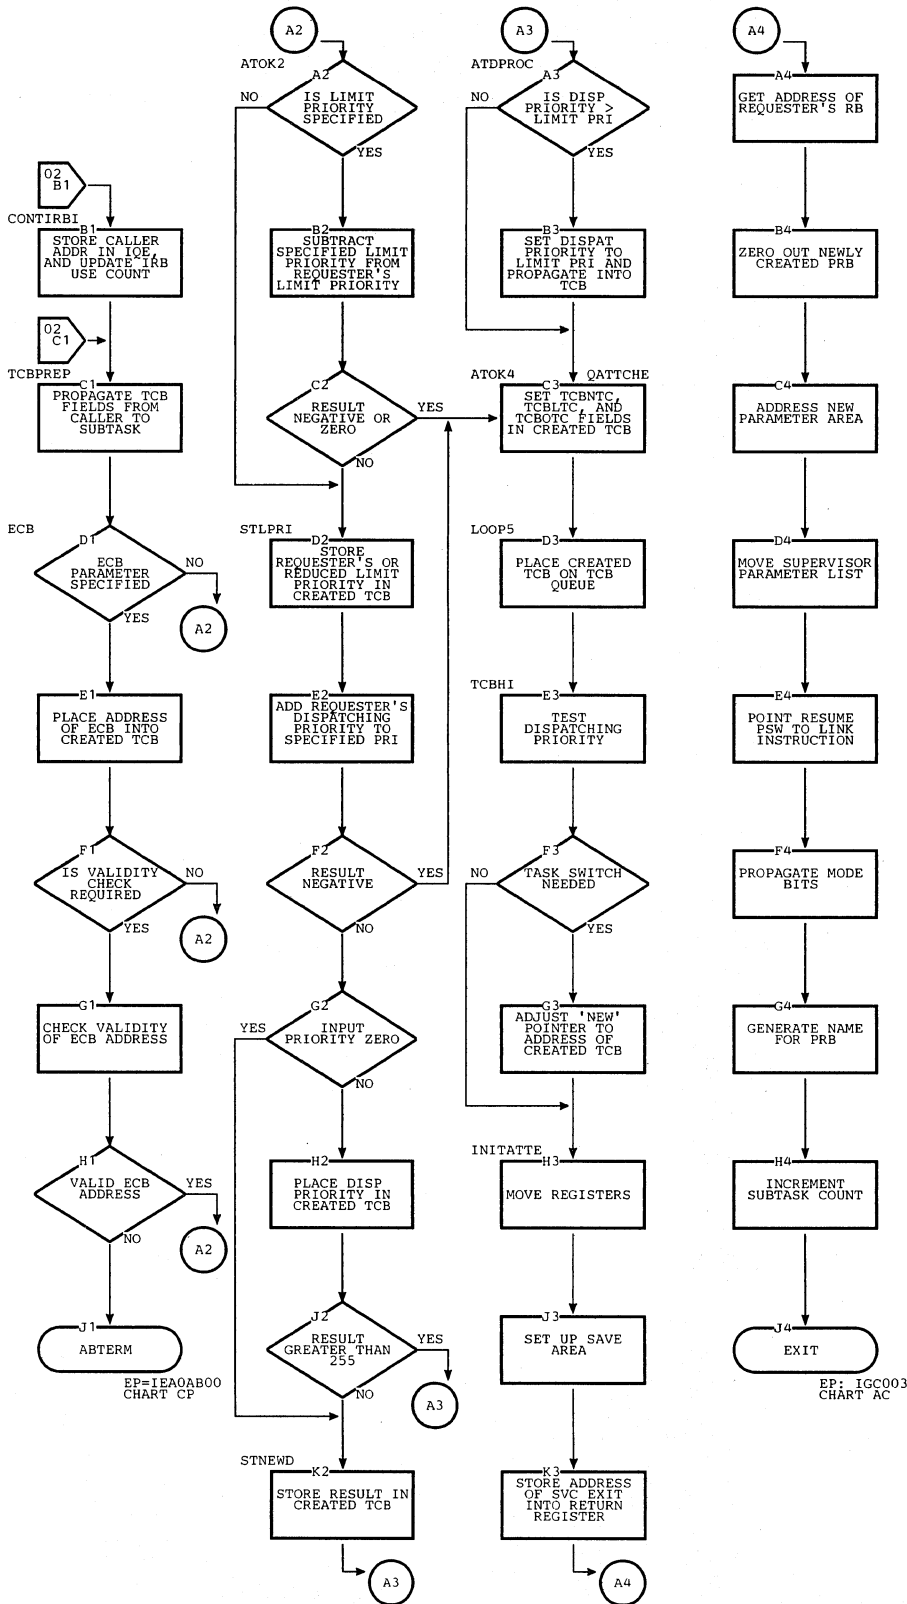 02
B1
CONTIRBI
B1
STORE CALLER
ADDR IN IQE,
AND UPDATE IRB
USE COUNT
02
C1
TCBPREP
C1
PROPAGATE TCB
FIELDS FROM
CALLER TO
SUBTASK
ECB
D1
ECB
PARAMETER
SPECIFIED
NO
A2
YES
E1
PLACE ADDRESS
OF ECB INTO
CREATED TCB
F1
IS VALIDITY
CHECK
REQUIRED
NO
A2
YES
G1
CHECK VALIDITY
OF ECB ADDRESS
H1
VALID ECB
ADDRESS
YES
A2
NO
J1
ABTERM
EP=IEA0AB00
CHART CP
A2
ATOK2
A2
IS LIMIT
PRIORITY
SPECIFIED
NO
YES
B2
SUBTRACT
SPECIFIED LIMIT
PRIORITY FROM
REQUESTER'S
LIMIT PRIORITY
C2
RESULT
NEGATIVE OR
ZERO
YES
NO
STLPRI
D2
STORE
REQUESTER'S OR
REDUCED LIMIT
PRIORITY IN
CREATED TCB
E2
ADD REQUESTER'S
DISPATCHING
PRIORITY TO
SPECIFIED PRI
F2
RESULT
NEGATIVE
YES
NO
G2
INPUT
PRIORITY ZERO
YES
NO
H2
PLACE DISP
PRIORITY IN
CREATED TCB
J2
RESULT
GREATER THAN
255
YES
A3
NO
STNEWD
K2
STORE RESULT IN
CREATED TCB
A3
A3
ATDPROC
A3
IS DISP
PRIORITY >
LIMIT PRI
NO
YES
B3
SET DISPAT
PRIORITY TO
LIMIT PRI AND
PROPAGATE INTO
TCB
ATOK4
C3
QATTCHE
SET TCBNTC,
TCBLTC, AND
TCBOTC FIELDS
IN CREATED TCB
LOOP5
D3
PLACE CREATED
TCB ON TCB
QUEUE
TCBHI
E3
TEST
DISPATCHING
PRIORITY
F3
TASK SWITCH
NEEDED
NO
YES
G3
ADJUST 'NEW'
POINTER TO
ADDRESS OF
CREATED TCB
INITATTE
H3
MOVE REGISTERS
J3
SET UP SAVE
AREA
K3
STORE ADDRESS
OF SVC EXIT
INTO RETURN
REGISTER
A4
A4
A4
GET ADDRESS OF
REQUESTER'S RB
B4
ZERO OUT NEWLY
CREATED PRB
C4
ADDRESS NEW
PARAMETER AREA
D4
MOVE SUPERVISOR
PARAMETER LIST
E4
POINT RESUME
PSW TO LINK
INSTRUCTION
F4
PROPAGATE MODE
BITS
G4
GENERATE NAME
FOR PRB
H4
INCREMENT
SUBTASK COUNT
J4
EXIT
EP: IGC003
CHART AC